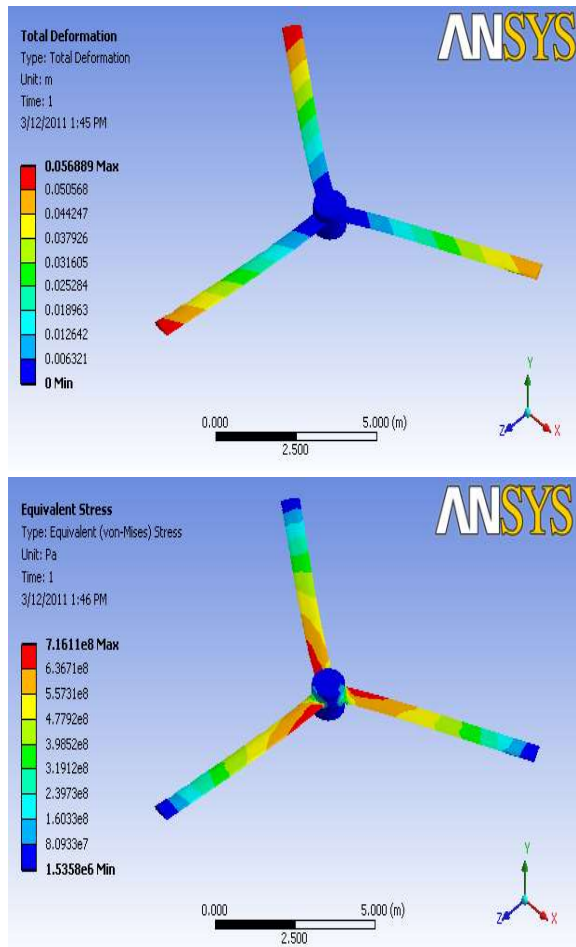 Total Deformation
Type: Total Deformation
Unit: m
Time: 1
3/12/2011 1:45 PM
ANSYS
0.056889 Max
0.050568
0.044247
0.037926
0.031605
0.025284
0.018963
0.012642
0.006321
0 Min
0.000
5.000 (m)
2.500
Y
Z
X
Equivalent Stress
Type: Equivalent (von-Mises) Stress
Unit: Pa
Time: 1
3/12/2011 1:46 PM
ANSYS
7.1611e8 Max
6.3671e8
5.5731e8
4.7792e8
3.9852e8
3.1912e8
2.3973e8
1.6033e8
8.0933e7
1.5358e6 Min
0.000
5.000 (m)
2.500
Y
Z
X